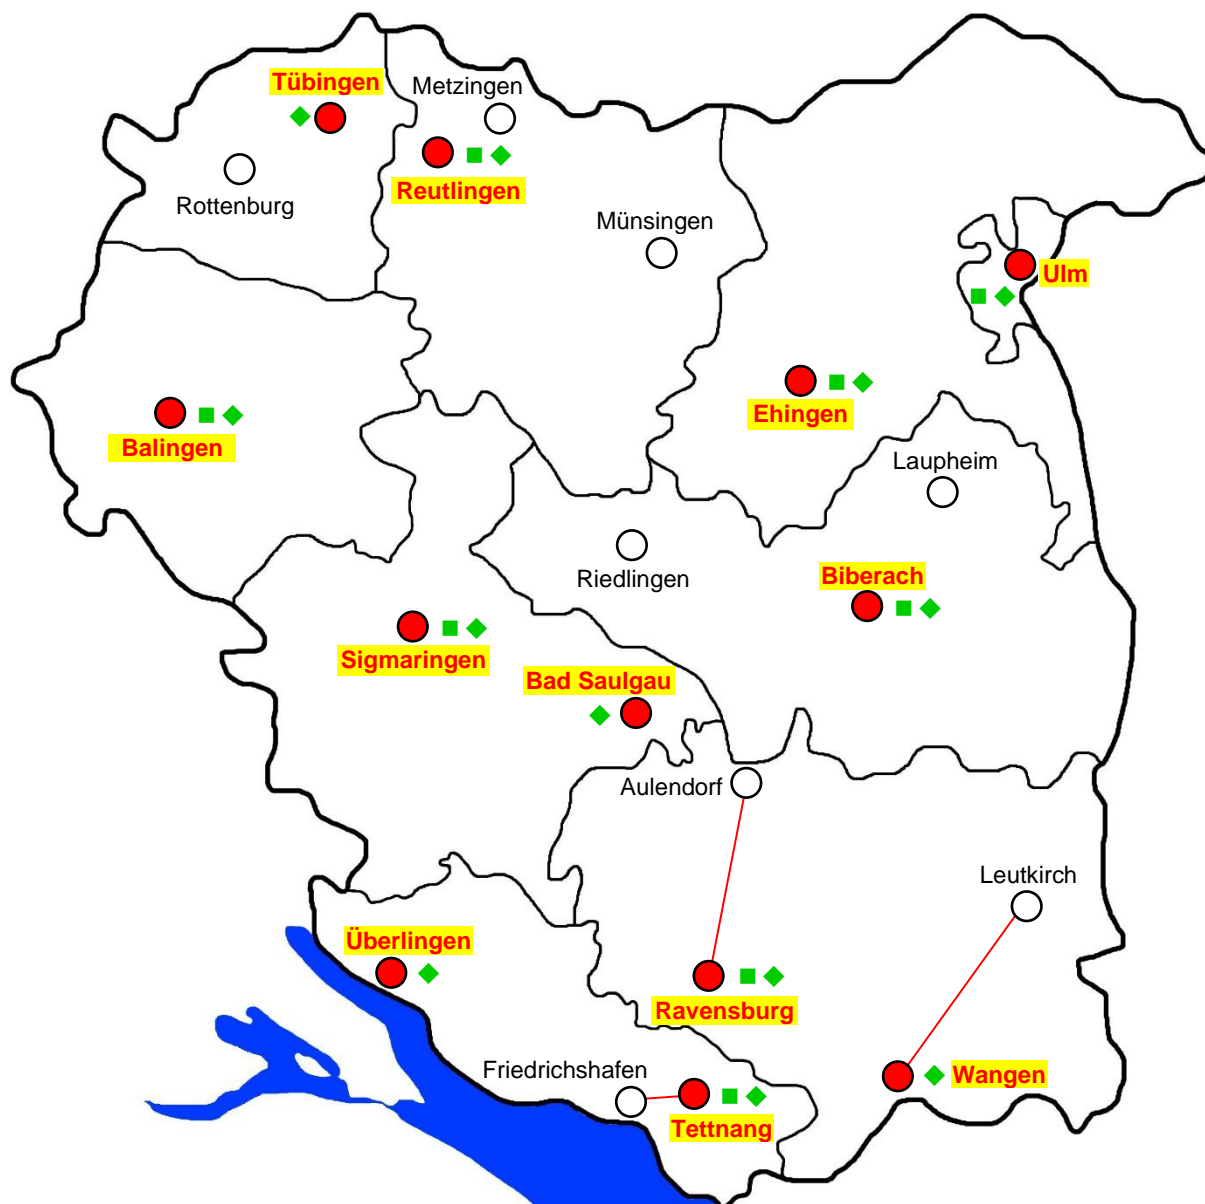 Tübingen
Metzingen
Reutlingen
Rottenburg
Münsingen
Ulm
Ehingen
Balingen
Laupheim
Riedlingen
Biberach
Sigmaringen
Bad Saulgau
Aulendorf
Leutkirch
Überlingen
Ravensburg
Friedrichshafen
Wangen
Tettnang